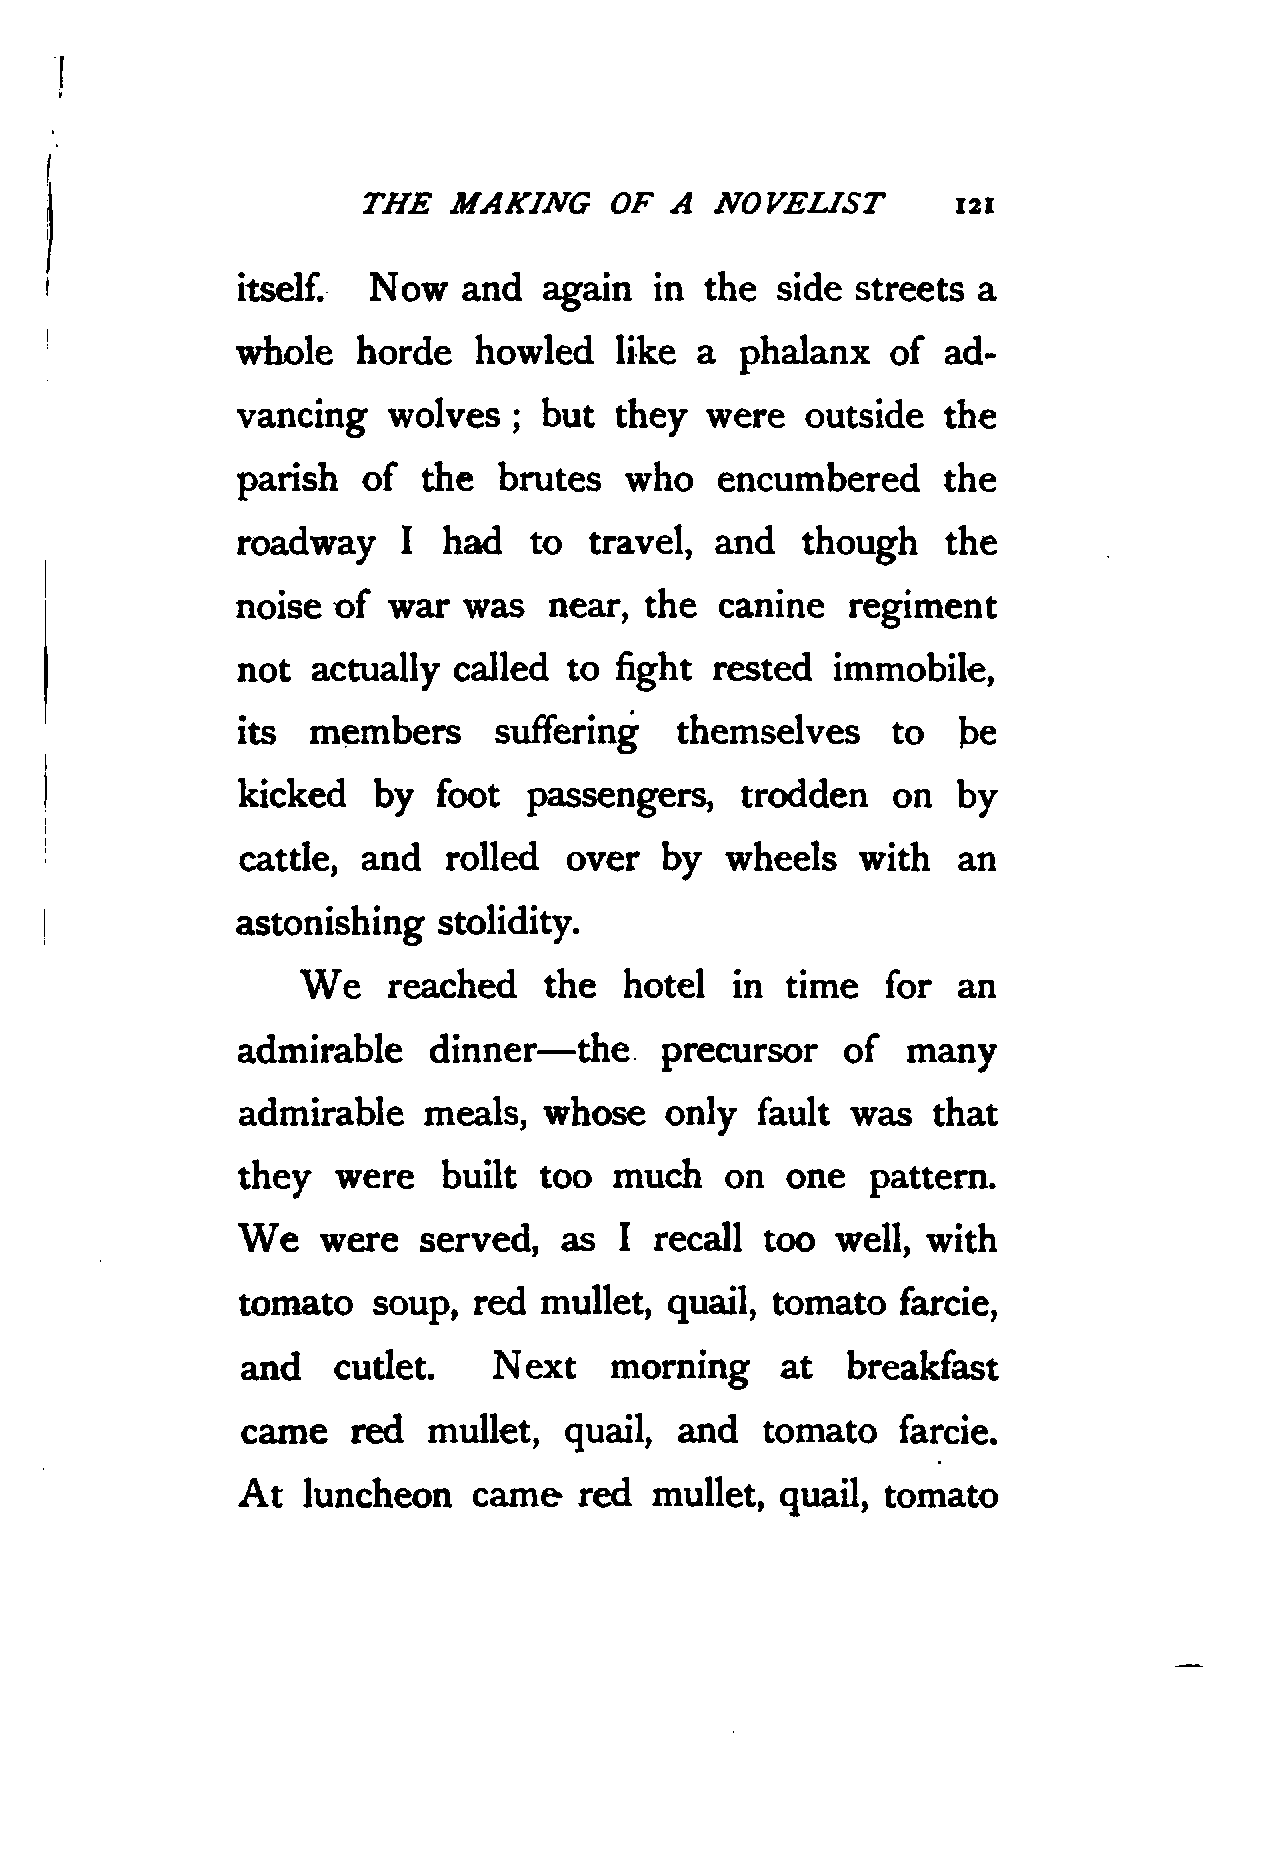 THE MAKING OF A NOVELIST 121
itself. Now and again in the side streets a
whole horde howled like a phalanx of ad-
vancing wolves ; but they were outside the
parish of the brutes who encumbered the
roadway I had to travel, and though the
noise of war was near, the canine regiment
not actually called to fight rested immobile,
its members suffering themselves to be
kicked by foot passengers, trodden on by
cattle, and rolled over by wheels with an
astonishing stolidity.
We reached the hotel in time for an
admirable dinner—the precursor of many
admirable meals, whose only fault was that
they were built too much on one pattern.
We were served, as I recall too well, with
tomato soup, red mullet, quail, tomato farcie,
and cutlet. Next morning at breakfast
came red mullet, quail, and tomato farcie.
At luncheon came red mullet, quail, tomato